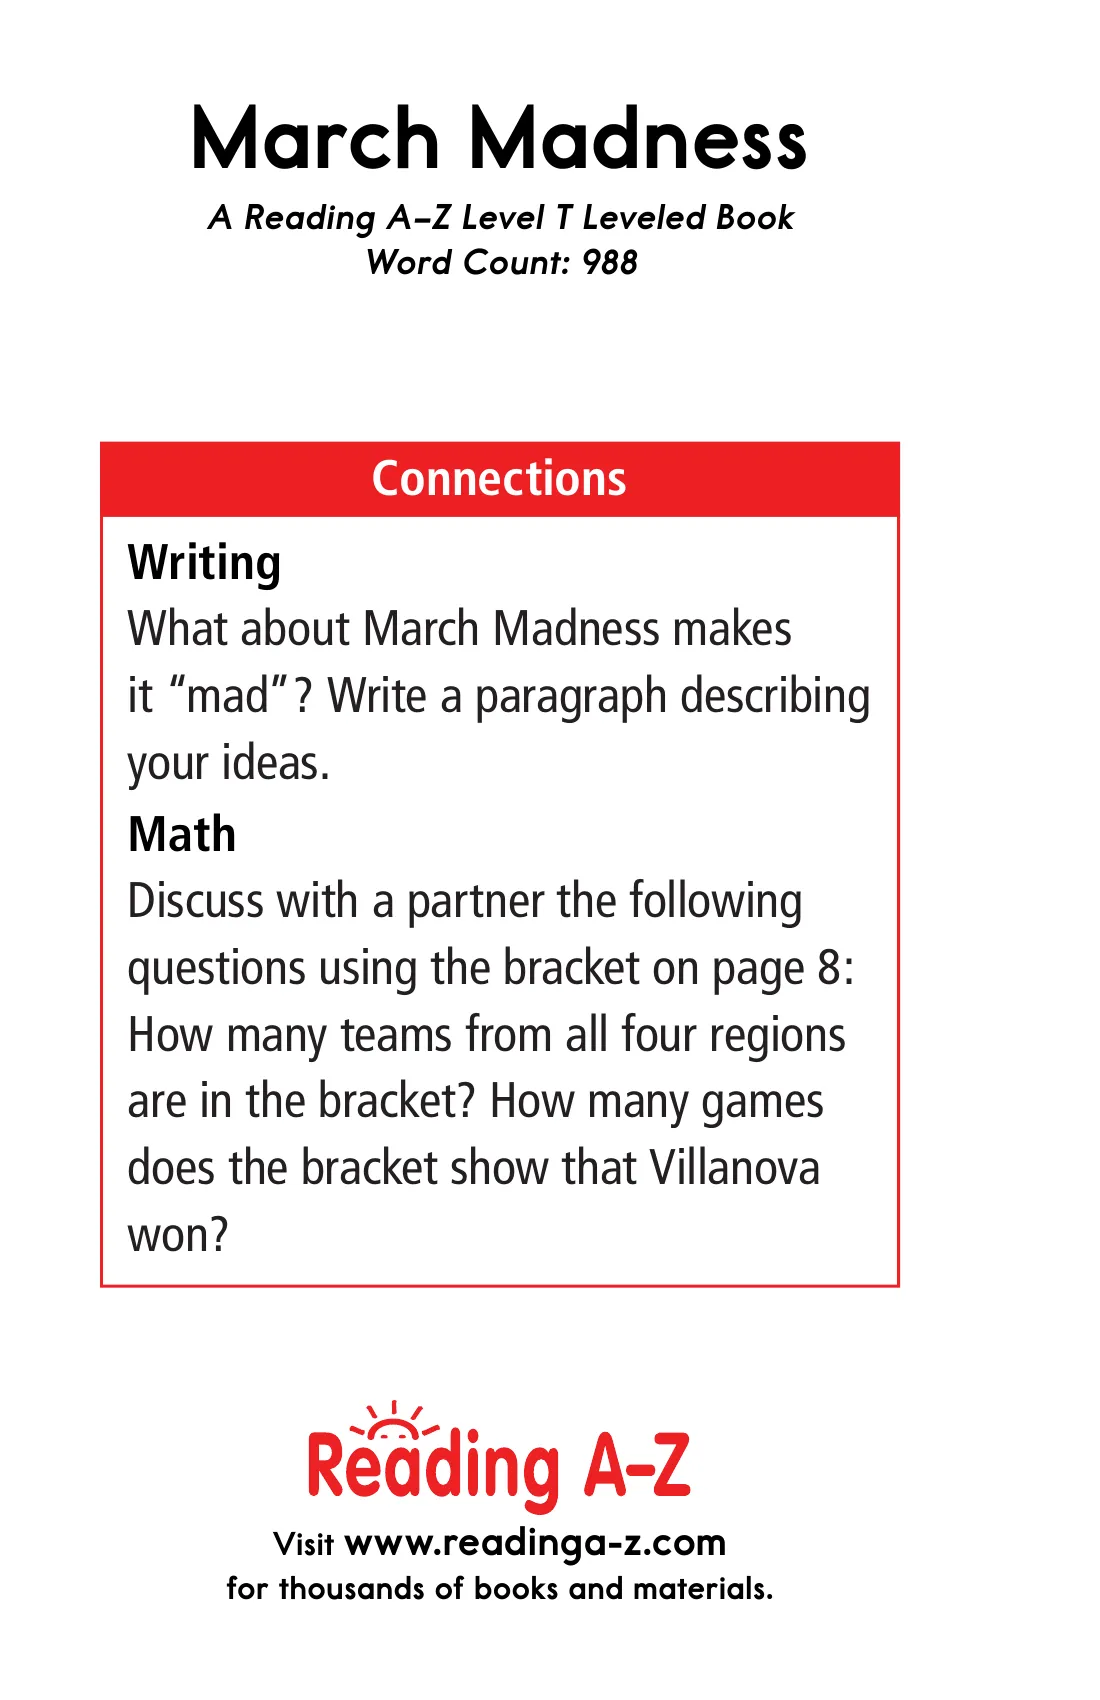 March Madness
A Reading A–Z Level T Leveled Book
Word Count: 988
Connections
Writing
What about March Madness makes
it “mad”? Write a paragraph describing
your ideas.
Math
Discuss with a partner the following
questions using the bracket on page 8:
How many teams from all four regions
are in the bracket? How many games
does the bracket show that Villanova
won?
Reading A–Z
Visit www.readinga-z.com
for thousands of books and materials.